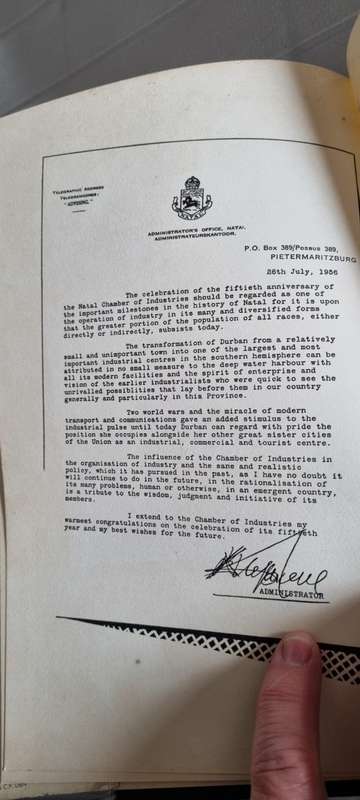 TELEGRAPHIC ADDRESS
TELEGRAMADRES:
"ADVENAL"
NATAL
ADMINISTRATOR'S OFFICE, NATAL.
ADMINISTRATEURSKANTOOR.
P.O. Box 389/Posbus 389,
PIETERMARITZBURG
26th July, 1956
The celebration of the fiftieth anniversary of
the Natal Chamber of Industries should be regarded as one of
the important milestones in the history of Natal for it is upon
the operation of industry in its many and diversified forms
that the greater portion of the population of all races, either
directly or indirectly, subsists today.
The transformation of Durban from a relatively
small and unimportant town into one of the largest and most
important industrial centres in the southern hemisphere can be
attributed in no small measure to the deep water harbour with
all its modern facilities and the spirit of enterprise and
vision of the earlier industrialists who were quick to see the
unrivalled possibilities that lay before them in our country
generally and particularly in this Province.
Two world wars and the miracle of modern
transport and communications gave an added stimulus to the
industrial pulse until today Durban can regard with pride the
position she occupies alongside her other great sister cities
of the Union as an industrial, commercial and tourist centre.
The influence of the Chamber of Industries in
the organisation of industry and the same and realistic
policy, which it has pursued in the past, as I have no doubt it
will continue to do in the future, in the rationalisation of
its many problems, human or otherwise, in an emergent country,
is a tribute to the wisdom, judgment and initiative of its
members.
I extend to the Chamber of Industries my
warmest congratulations on the celebration of its fiftieth
year and my best wishes for the future.
ADMINISTRATOR